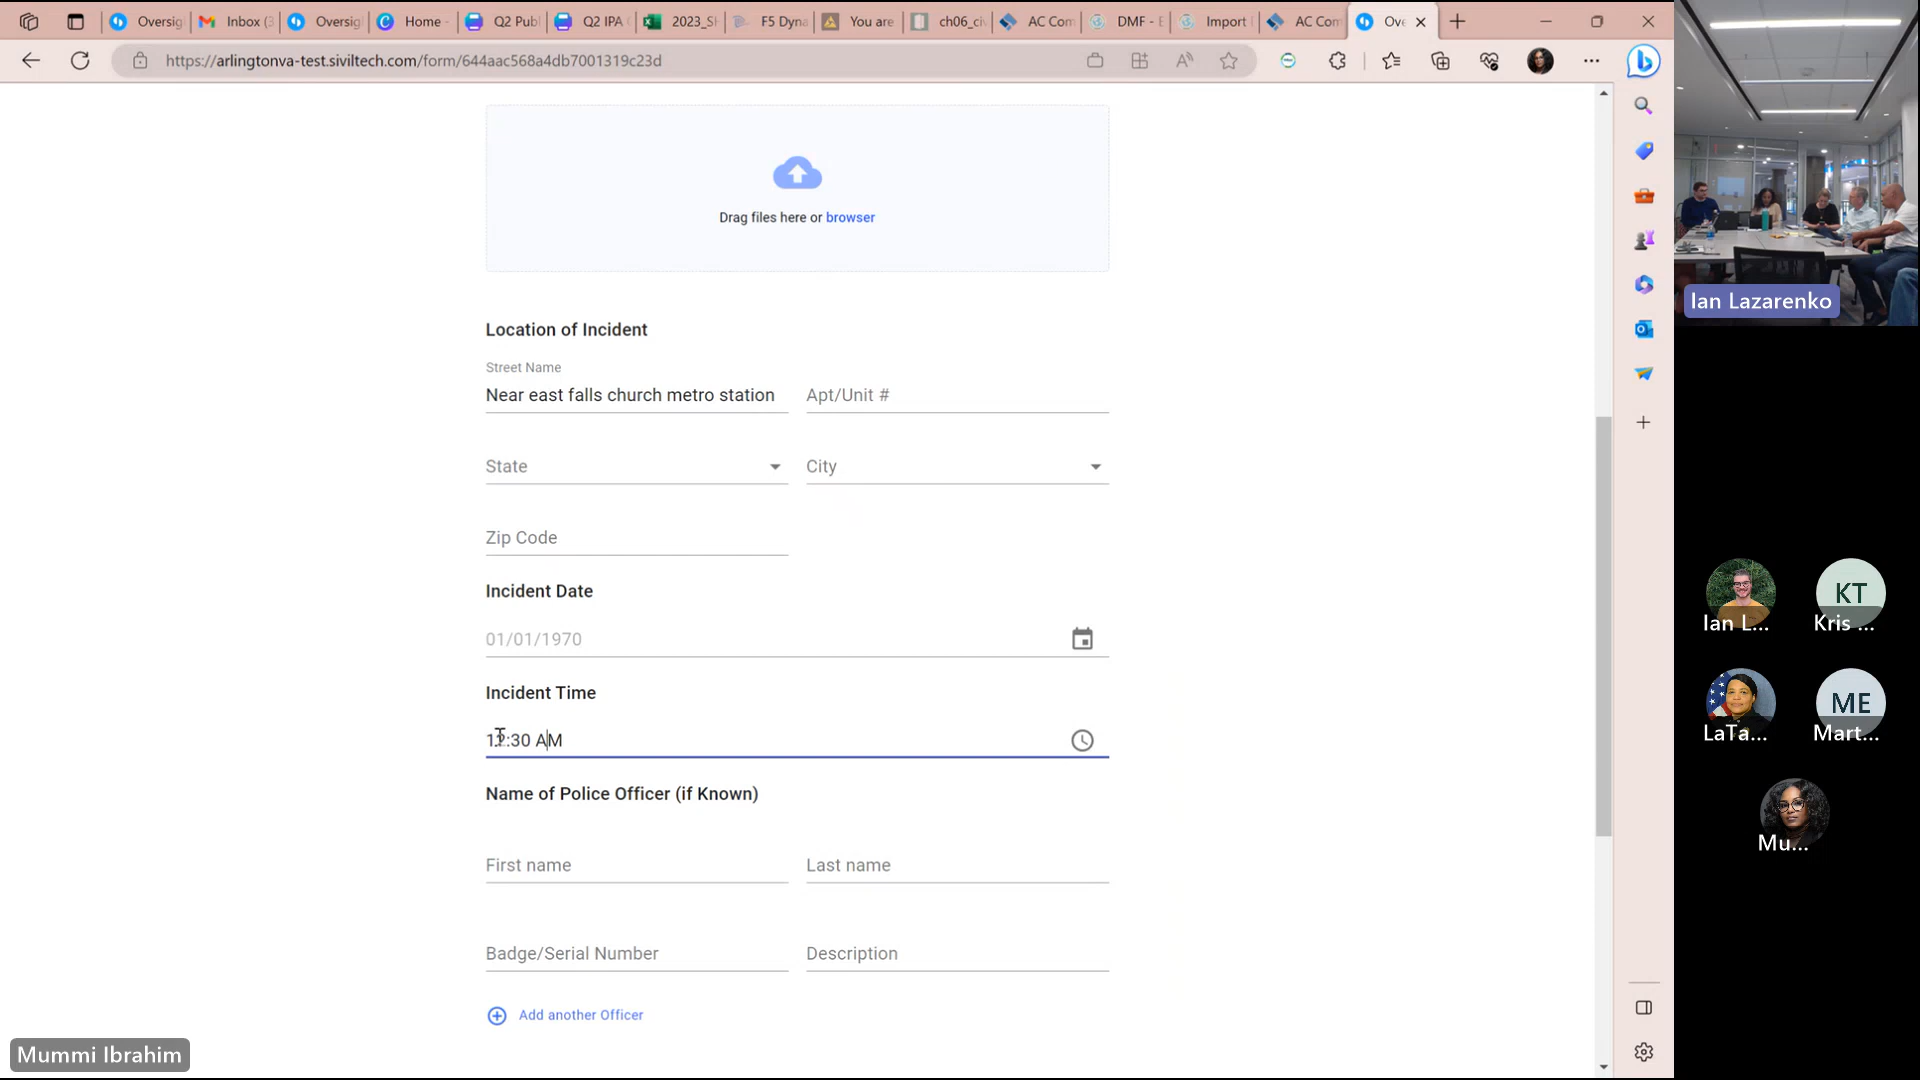 Oversig
Inbox (3
Oversig
Home -
Q2 Publ
Q2 IPA
2023_SH
F5 Dyna
You are
ch06_civ
AC Com
DMF - E
Import
AC Com
Ove
https://arlingtonva-test.siviltech.com/form/644aac568a4db7001319c23d
Drag files here or browser
Location of Incident
Street Name
Near east falls church metro station
Apt/Unit #
State
City
Zip Code
Incident Date
01/01/1970
Incident Time
12:30 AM
Name of Police Officer (if Known)
First name
Last name
Badge/Serial Number
Description
Add another Officer
Mummi Ibrahim
Ian Lazarenko
Ian L...
KT
Kris ...
LaTa...
ME
Mart...
Mu...